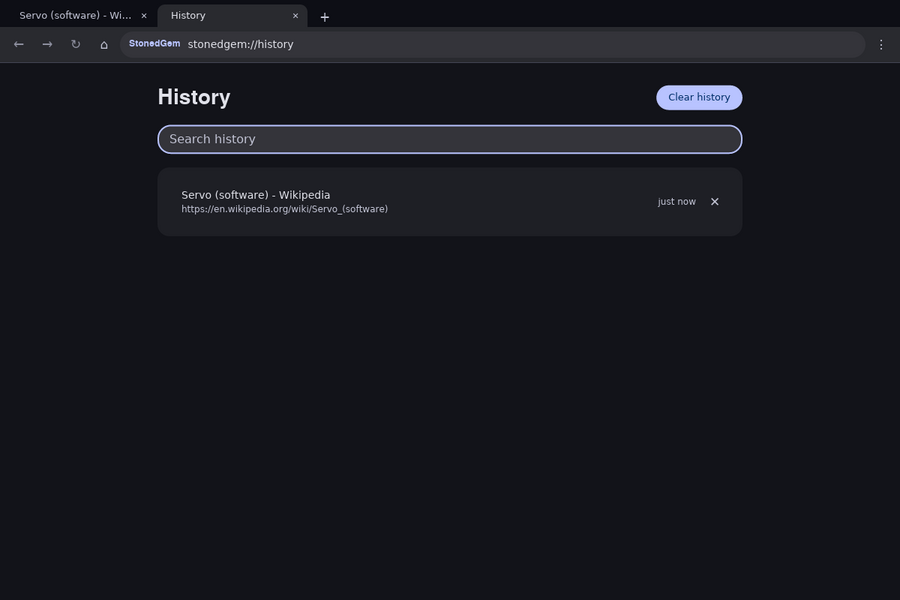 Servo (software) - Wi...
History
StonedGem stonedgem://history
History
Clear history
Search history
Servo (software) - Wikipedia
https://en.wikipedia.org/wiki/Servo_(software)
just now